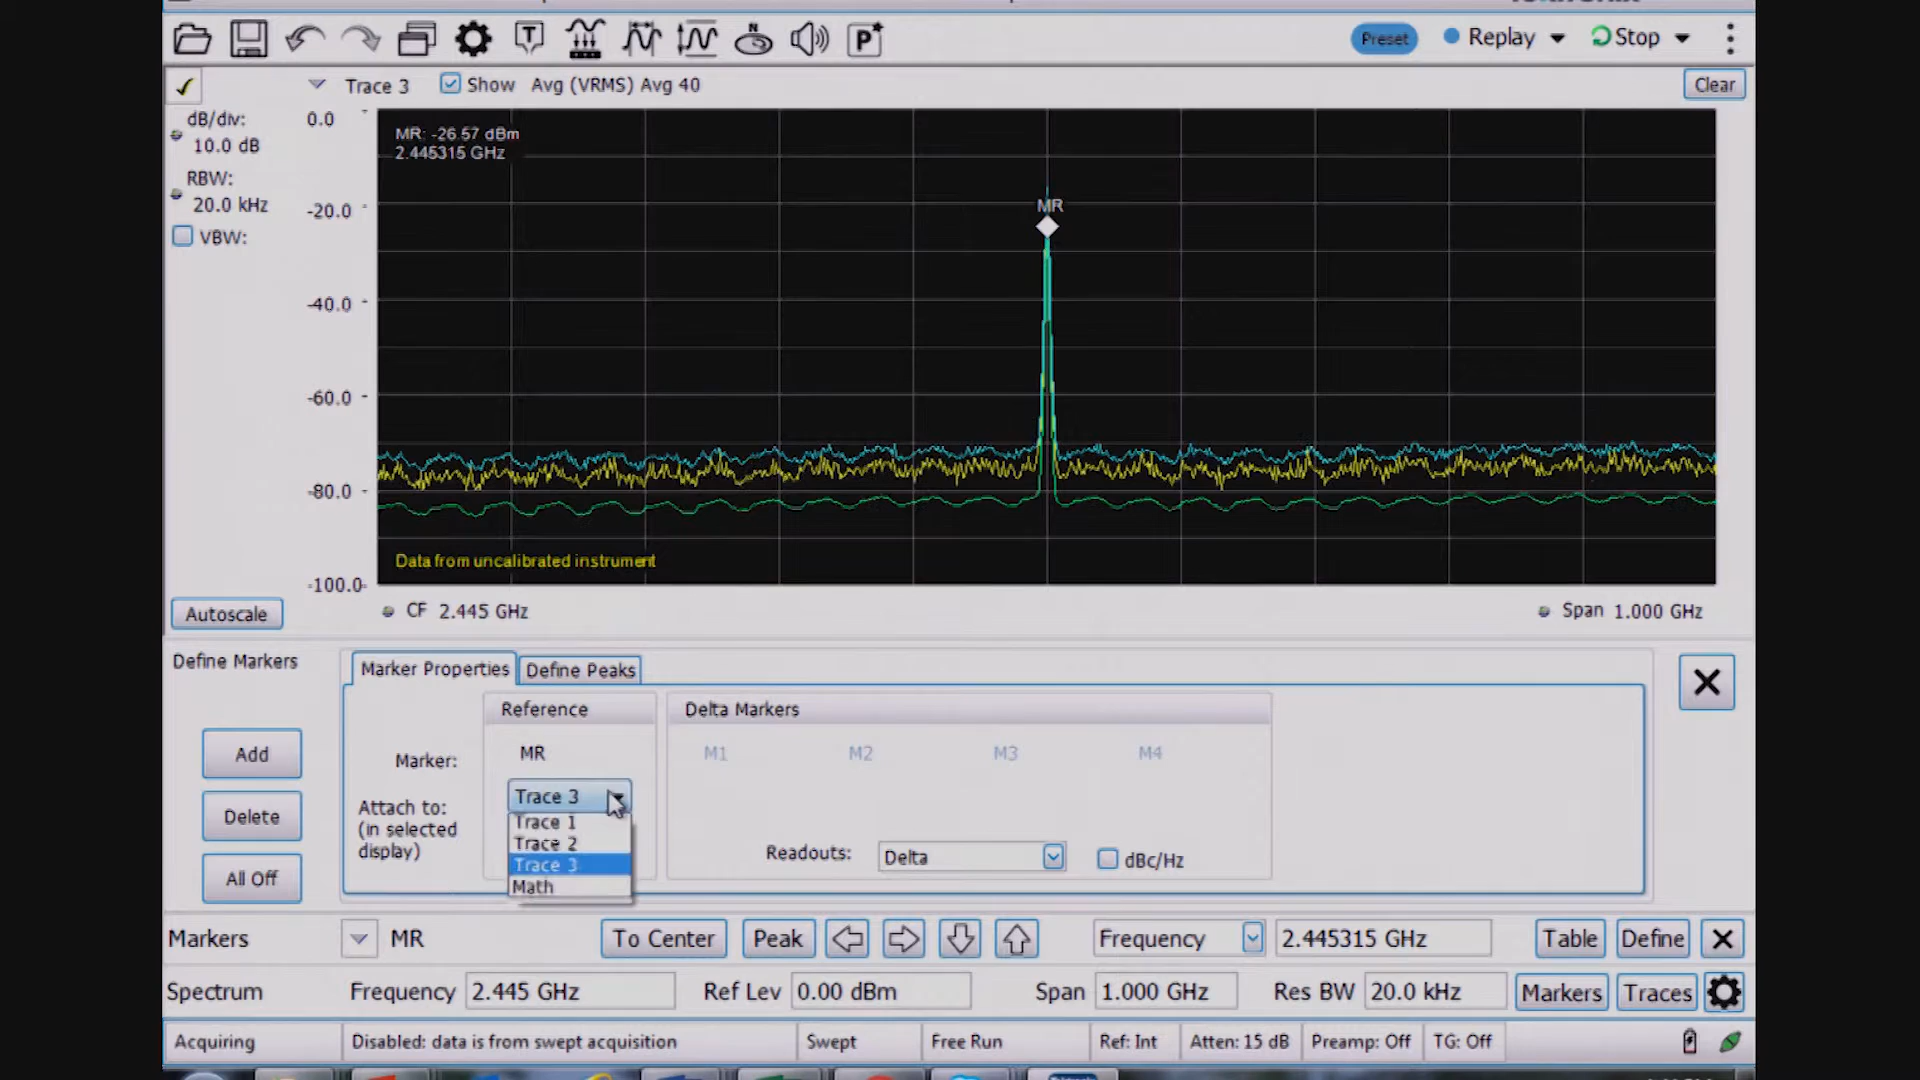 T
N
P*
Preset
Replay
Stop
Trace 3
Show
Avg (VRMS) Avg 40
Clear
dB/div:
10.0 dB
RBW:
20.0 kHz
VBW:
0.0
-20.0
-40.0
-60.0
-80.0
-100.0
MR: -26.57 dBm
2.445315 GHz
MR
Data from uncalibrated instrument
Autoscale
CF 2.445 GHz
Span 1.000 GHz
Define Markers
Marker Properties
Define Peaks
Reference
Delta Markers
Add
Marker:
MR
M1
M2
M3
M4
Attach to:
(in selected
display)
Trace 3
Trace 1
Trace 2
Trace 3
Math
Delete
Readouts:
Delta
dBc/Hz
All Off
Markers
MR
To Center
Peak
Frequency
2.445315 GHz
Table
Define
Spectrum
Frequency
2.445 GHz
Ref Lev
0.00 dBm
Span
1.000 GHz
Res BW
20.0 kHz
Markers
Traces
Acquiring
Disabled: data is from swept acquisition
Swept
Free Run
Ref: Int
Atten: 15 dB
Preamp: Off
TG: Off